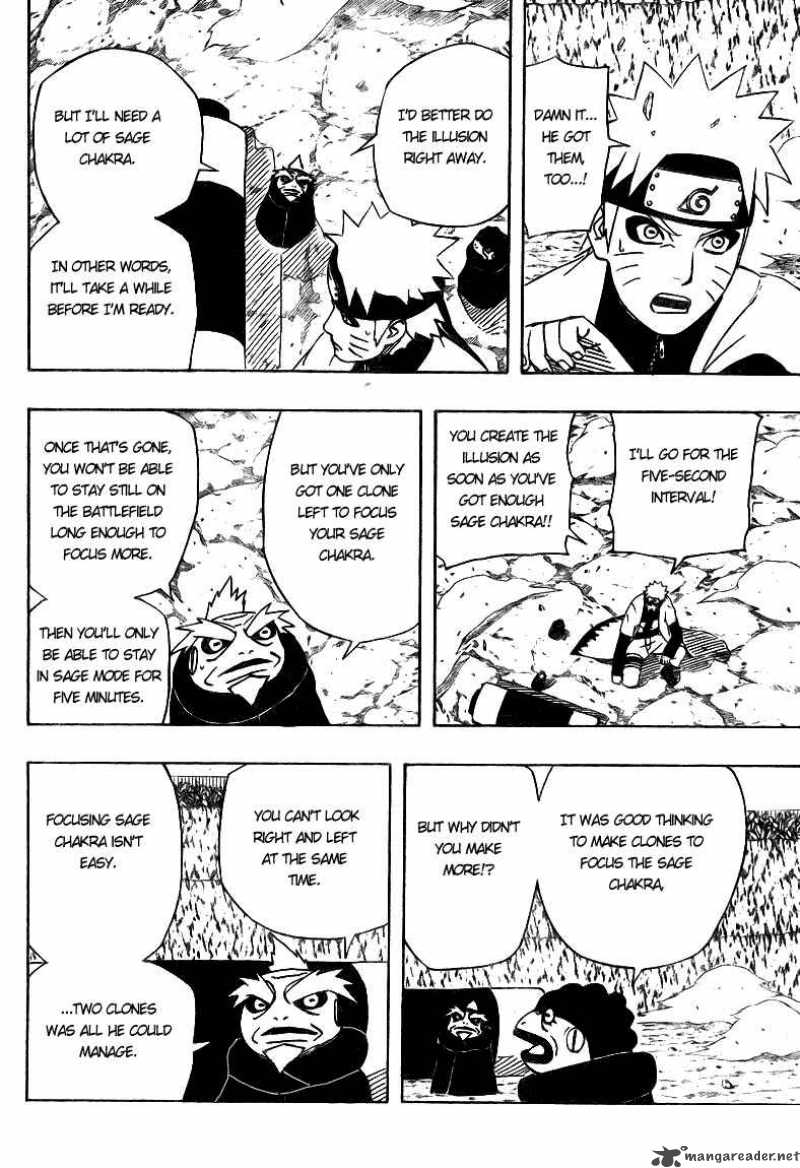 DAMN IT...
HE GOT
THEM,
TOO...!
I'D BETTER DO
THE ILLUSION
RIGHT AWAY.
BUT I'LL NEED A
LOT OF SAGE
CHAKRA.
IN OTHER WORDS,
IT'LL TAKE A WHILE
BEFORE I'M READY.
I'LL GO FOR THE
FIVE-SECOND
INTERVAL!
YOU CREATE THE
ILLUSION AS
SOON AS YOU'VE
GOT ENOUGH
SAGE CHAKRA!!
BUT YOU'VE ONLY
GOT ONE CLONE
LEFT TO FOCUS
YOUR SAGE
CHAKRA.
ONCE THAT'S GONE,
YOU WON'T BE ABLE
TO STAY STILL ON
THE BATTLEFIELD
LONG ENOUGH TO
FOCUS MORE.
THEN YOU'LL ONLY
BE ABLE TO STAY
IN SAGE MODE FOR
FIVE MINUTES.
IT WAS GOOD THINKING
TO MAKE CLONES TO
FOCUS THE SAGE
CHAKRA,
BUT WHY DIDN'T
YOU MAKE
MORE!?
YOU CAN'T LOOK
RIGHT AND LEFT
AT THE SAME
TIME.
FOCUSING SAGE
CHAKRA ISN'T
EASY.
...TWO CLONES
WAS ALL HE COULD
MANAGE.
mangareader.net